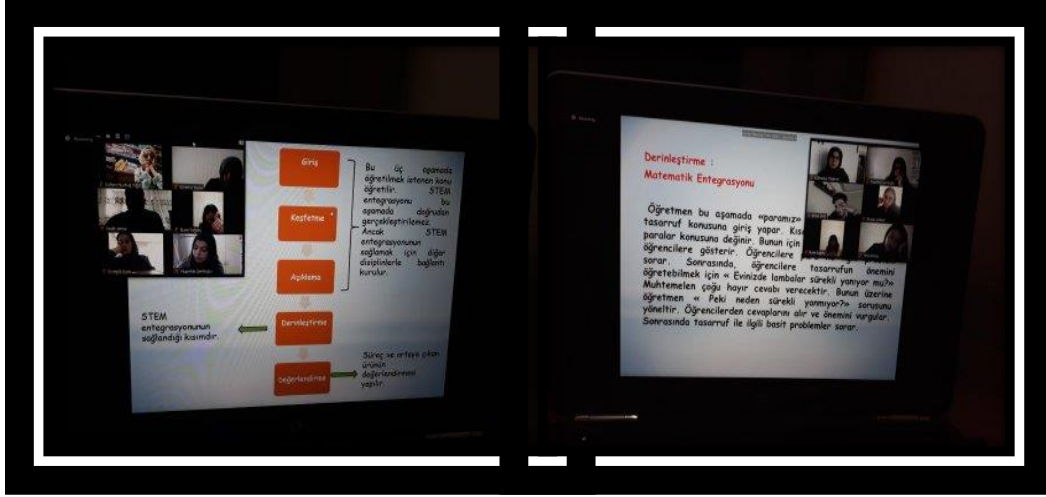 Giriş
Keşfetme
Açıklama
Derinleştirme
Değerlendirme
Bu üç aşamada
öğretilmek istenen konu
öğretilir. STEM
entegrasyonu bu
aşamada doğrudan
gerçekleştirilemez.
Ancak STEM
entegrasyonunun
sağlamak için diğer
disiplinlerle bağlantı
kurulur.
STEM
entegrasyonunun
sağlandığı kısımdır.
Süreç ve ortaya çıkan
ürünün
değerlendirmesi
yapılır.
Derinleştirme :
Matematik Entegrasyonu
Öğretmen bu aşamada «paramız»
tasarruf konusuna giriş yapar.
paralar konusuna değinir. Bunun için
öğrencilere gösterir. Öğrencilere
sorar. Sonrasında, öğrencilere tasarrufun önemini
öğretebilmek için « Evinizde lambalar sürekli yanıyor mu?»
Muhtemelen çoğu hayır cevabı verecektir. Bunun üzerine
öğretmen « Peki neden sürekli yanmıyor?» sorusunu
yöneltir. Öğrencilerden cevaplarını alır ve önemini vurgular.
Sonrasında tasarruf ile ilgili basit problemler sorar.